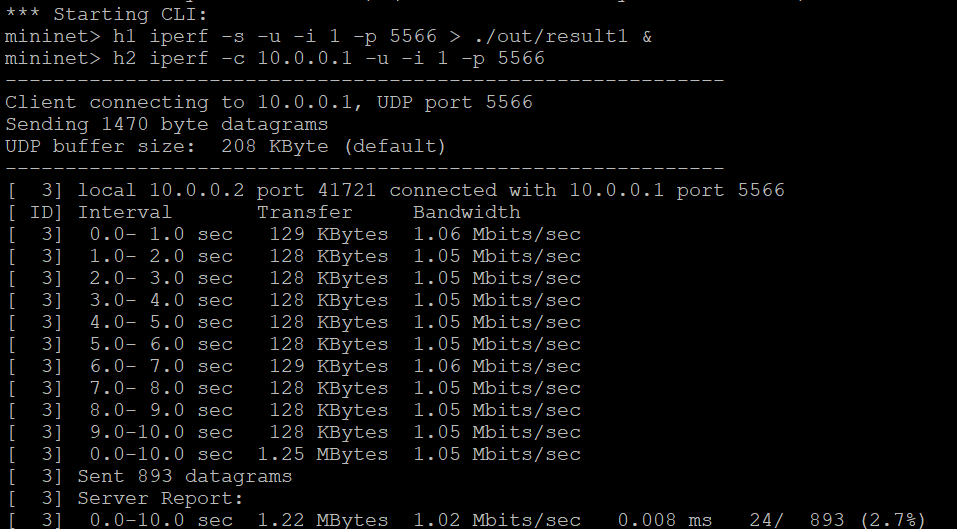 *** Starting CLI:
mininet> h1 iperf -s -u -i 1 -p 5566 > ./out/result1 &
mininet> h2 iperf -c 10.0.0.1 -u -i 1 -p 5566
------------------------------------------------------------
Client connecting to 10.0.0.1, UDP port 5566
Sending 1470 byte datagrams
UDP buffer size:  208 KByte (default)
------------------------------------------------------------
[  3] local 10.0.0.2 port 41721 connected with 10.0.0.1 port 5566
[ ID] Interval       Transfer     Bandwidth
[  3]  0.0- 1.0 sec   129 KBytes  1.06 Mbits/sec
[  3]  1.0- 2.0 sec   128 KBytes  1.05 Mbits/sec
[  3]  2.0- 3.0 sec   128 KBytes  1.05 Mbits/sec
[  3]  3.0- 4.0 sec   128 KBytes  1.05 Mbits/sec
[  3]  4.0- 5.0 sec   128 KBytes  1.05 Mbits/sec
[  3]  5.0- 6.0 sec   128 KBytes  1.05 Mbits/sec
[  3]  6.0- 7.0 sec   129 KBytes  1.06 Mbits/sec
[  3]  7.0- 8.0 sec   128 KBytes  1.05 Mbits/sec
[  3]  8.0- 9.0 sec   128 KBytes  1.05 Mbits/sec
[  3]  9.0-10.0 sec   128 KBytes  1.05 Mbits/sec
[  3]  0.0-10.0 sec  1.25 MBytes  1.05 Mbits/sec
[  3] Sent 893 datagrams
[  3] Server Report:
[  3]  0.0-10.0 sec  1.22 MBytes  1.02 Mbits/sec   0.008 ms   24/  893 (2.7%)